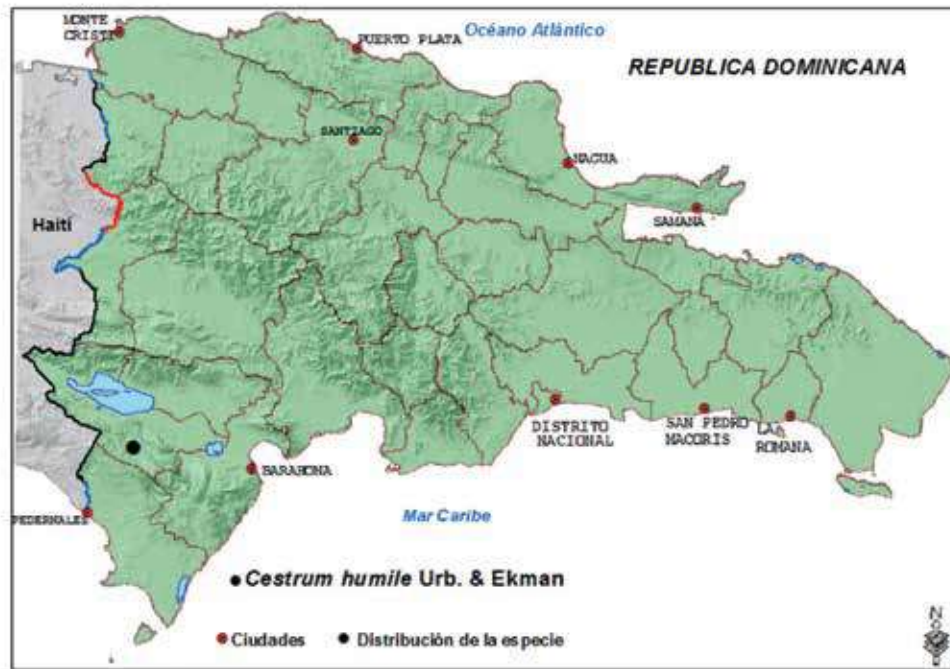 MONTE
CRISTI
Océano Atlántico
PUERTO PLATA
REPUBLICA DOMINICANA
SANTIAGO
NAGUA
SAMANA
Haití
DISTRITO
NACIONAL
SAN PEDRO
MACORIS
LA
ROMANA
BARAHONA
PEDERNALES
Mar Caribe
Cestrum humile Urb. & Ekman
Ciudades
Distribución de la especie